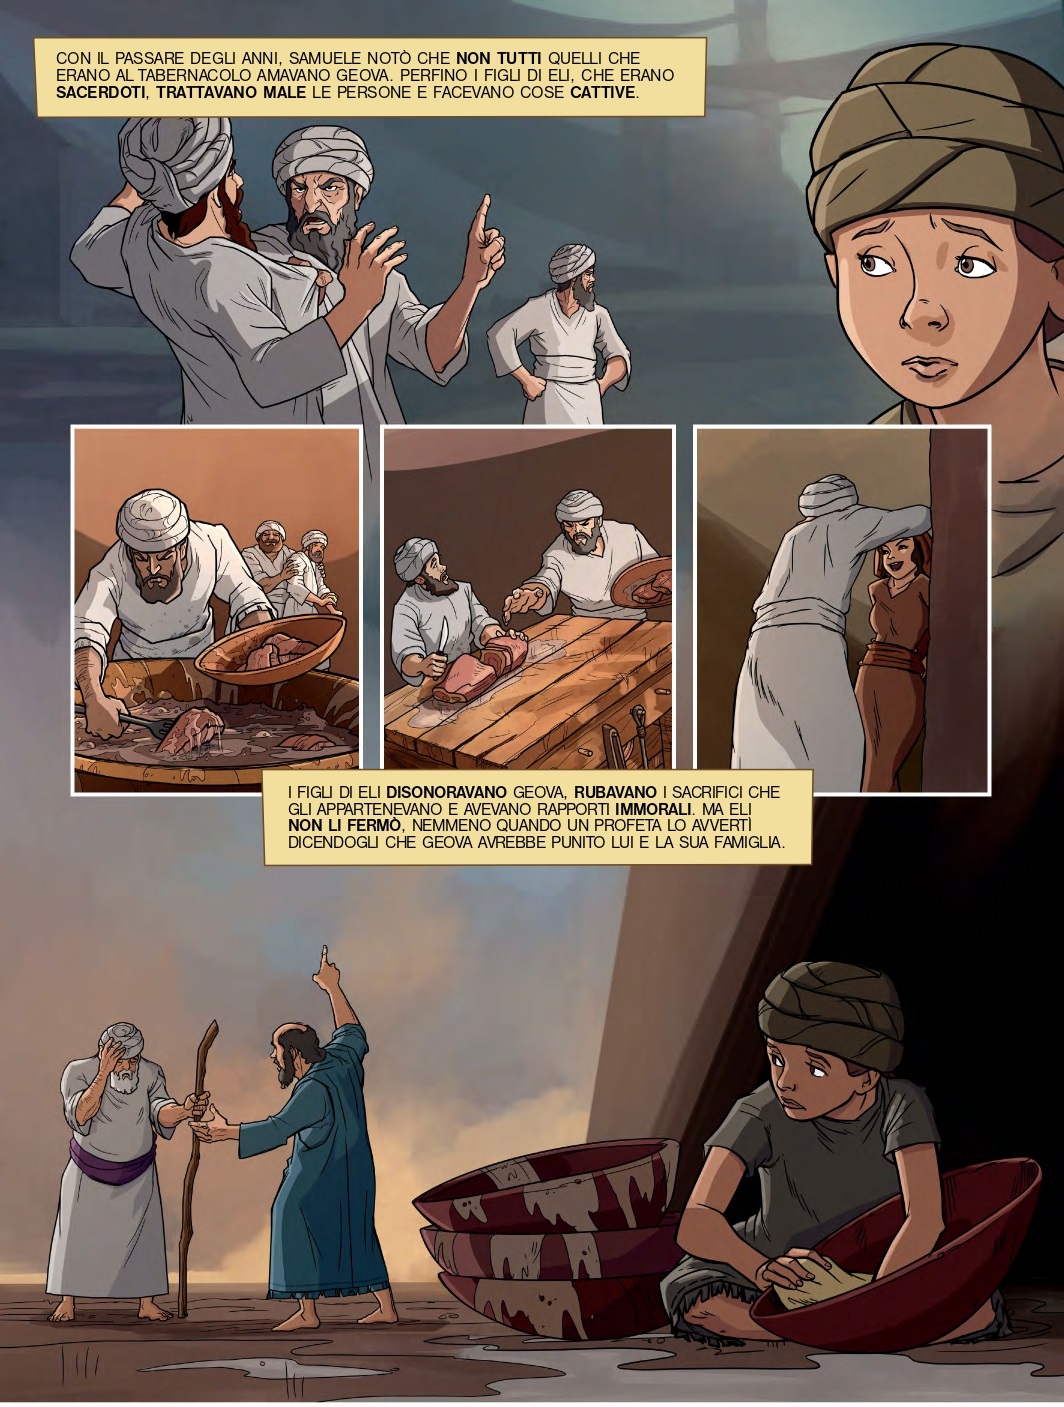 CON IL PASSARE DEGLI ANNI, SAMUELE NOTÒ CHE NON TUTTI QUELLI CHE
ERANO AL TABERNACOLO AMAVANO GEOVA. PERFINO I FIGLI DI ELI, CHE ERANO
SACERDOTI, TRATTAVANO MALE LE PERSONE E FACEVANO COSE CATTIVE.
I FIGLI DI ELI DISONORAVANO GEOVA, RUBAVANO I SACRIFICI CHE
GLI APPARTENEVANO E AVEVANO RAPPORTI IMMORALI. MA ELI
NON LI FERMÒ, NEMMENO QUANDO UN PROFETA LO AVVERTÌ
DICENDOGLI CHE GEOVA AVREBBE PUNITO LUI E LA SUA FAMIGLIA.